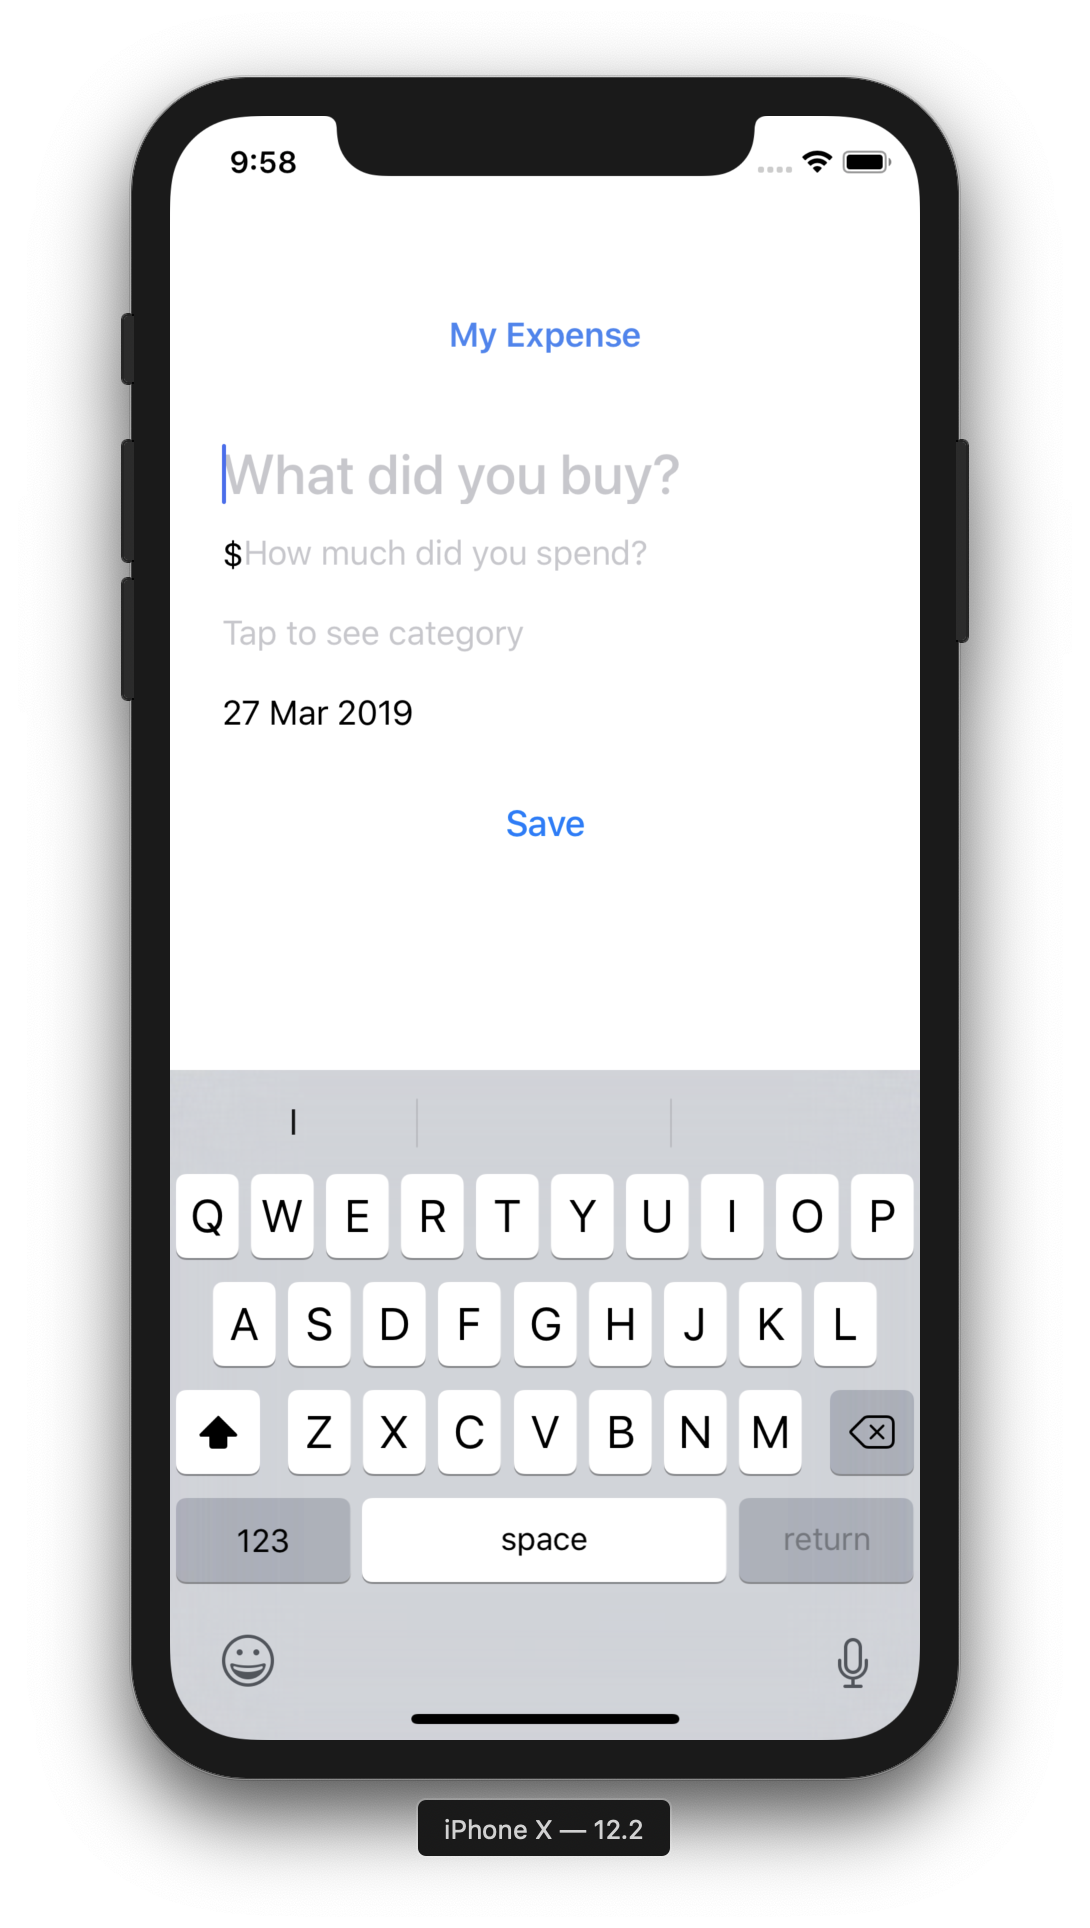 9:58
My Expense
What did you buy?
$How much did you spend?
Tap to see category
27 Mar 2019
Save
I
Q W E R T Y U I O P
A S D F G H J K L
Z X C V B N M
123 space return
iPhone X — 12.2